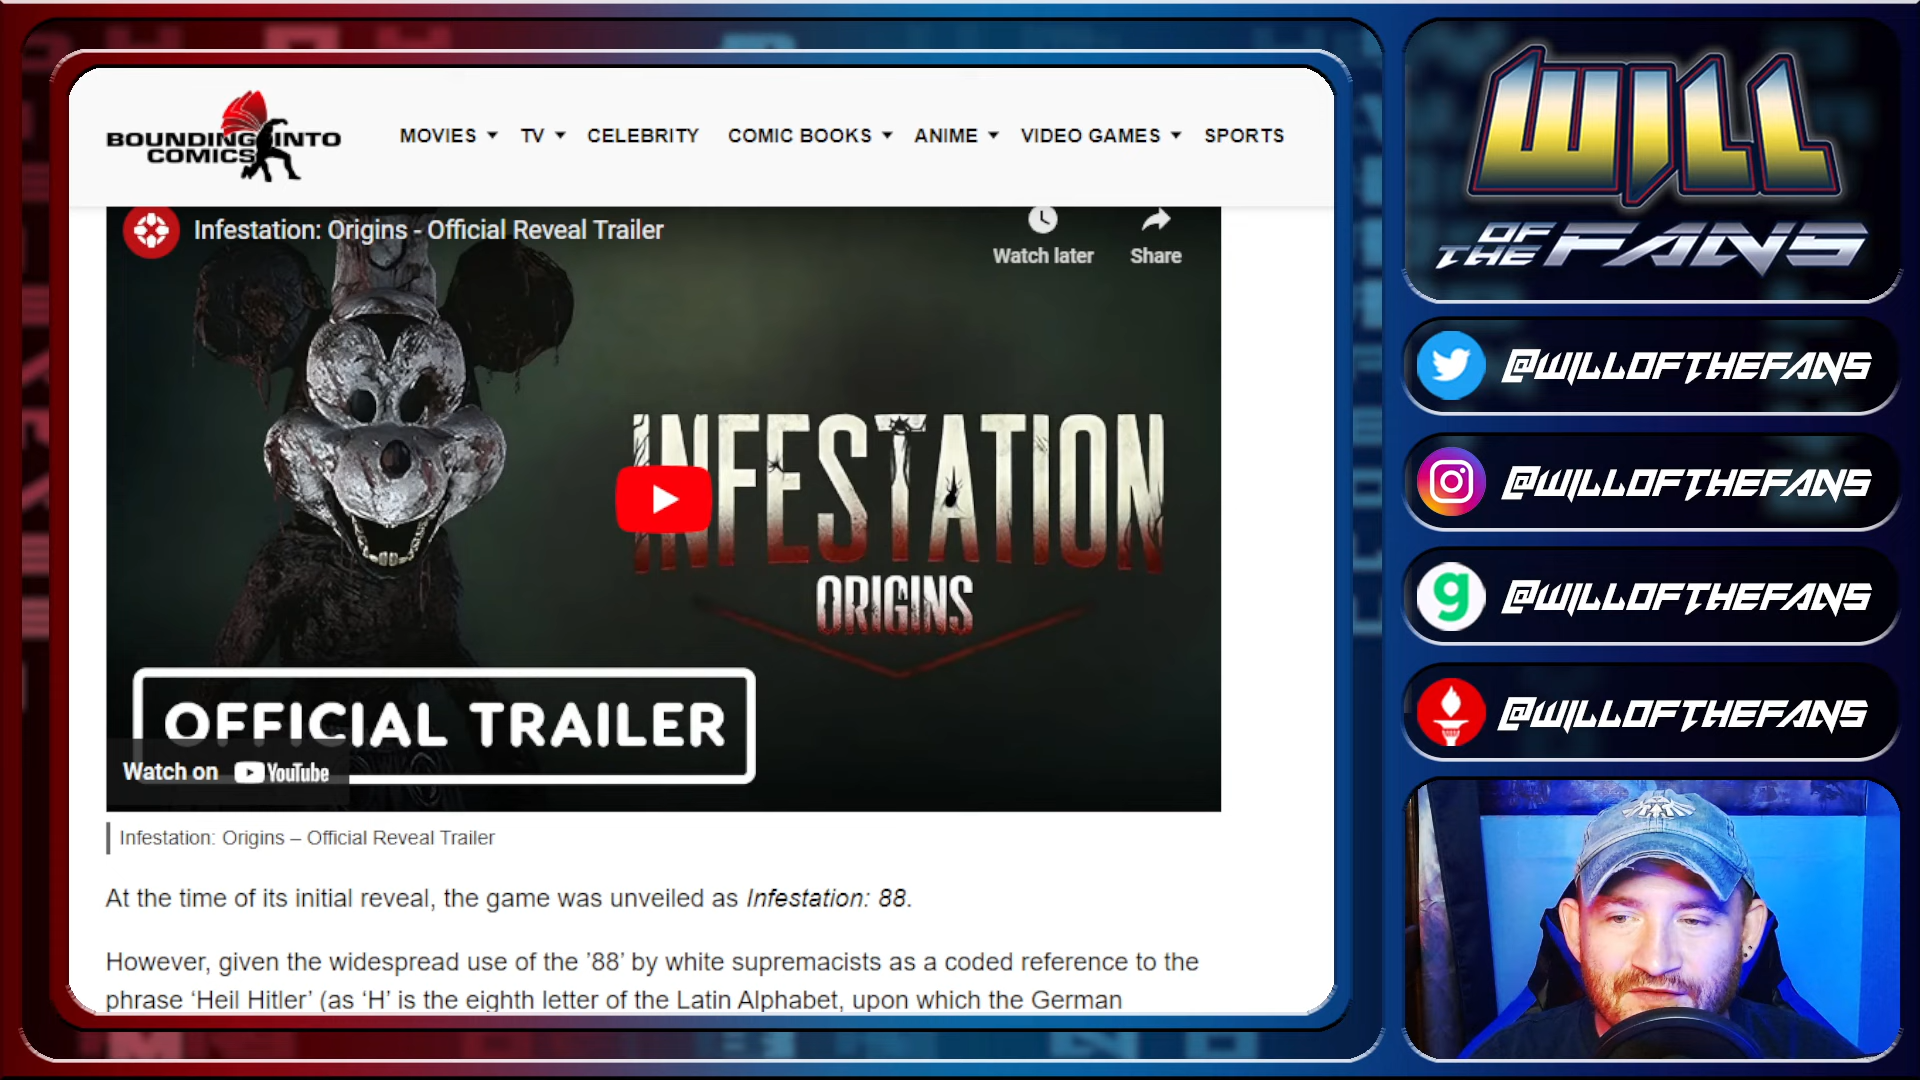 BOUNDING INTO
COMICS
MOVIES TV CELEBRITY COMIC BOOKS ANIME VIDEO GAMES SPORTS
Infestation: Origins - Official Reveal Trailer
Watch later
Share
INFESTATION
ORIGINS
OFFICIAL TRAILER
Watch on YouTube
Infestation: Origins – Official Reveal Trailer
At the time of its initial reveal, the game was unveiled as Infestation: 88.
However, given the widespread use of the ’88’ by white supremacists as a coded reference to the
phrase ‘Heil Hitler’ (as ‘H’ is the eighth letter of the Latin Alphabet, upon which the German
WILL
OF
THE FANS
@WILLOFTHEFANS
@WILLOFTHEFANS
g
@WILLOFTHEFANS
@WILLOFTHEFANS